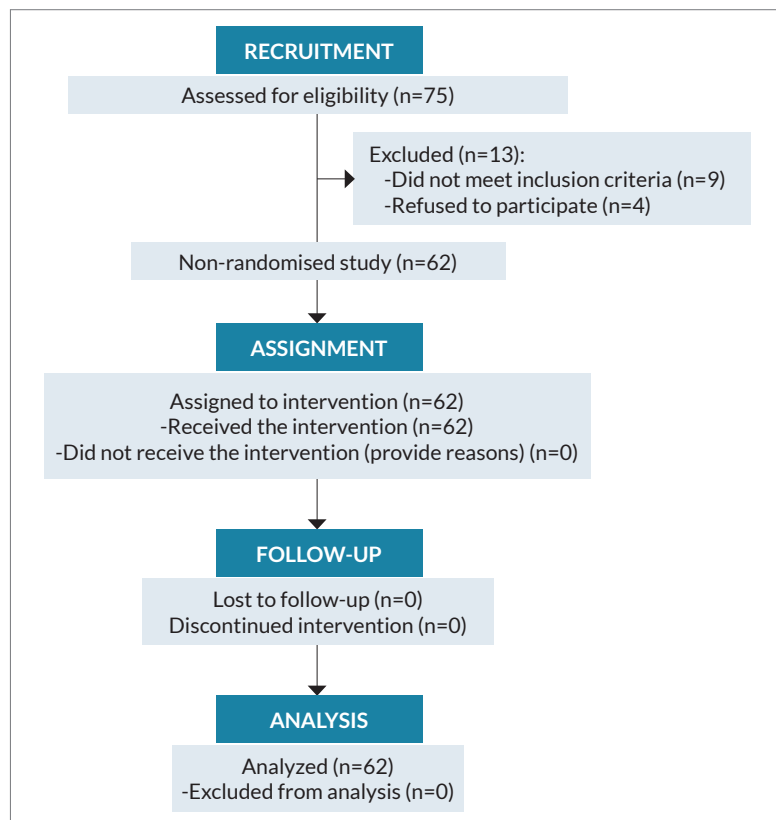 RECRUITMENT
Assessed for eligibility (n=75)
Excluded (n=13):
-Did not meet inclusion criteria (n=9)
-Refused to participate (n=4)
Non-randomised study (n=62)
ASSIGNMENT
Assigned to intervention (n=62)
-Received the intervention (n=62)
-Did not receive the intervention (provide reasons) (n=0)
FOLLOW-UP
Lost to follow-up (n=0)
Discontinued intervention (n=0)
ANALYSIS
Analyzed (n=62)
-Excluded from analysis (n=0)